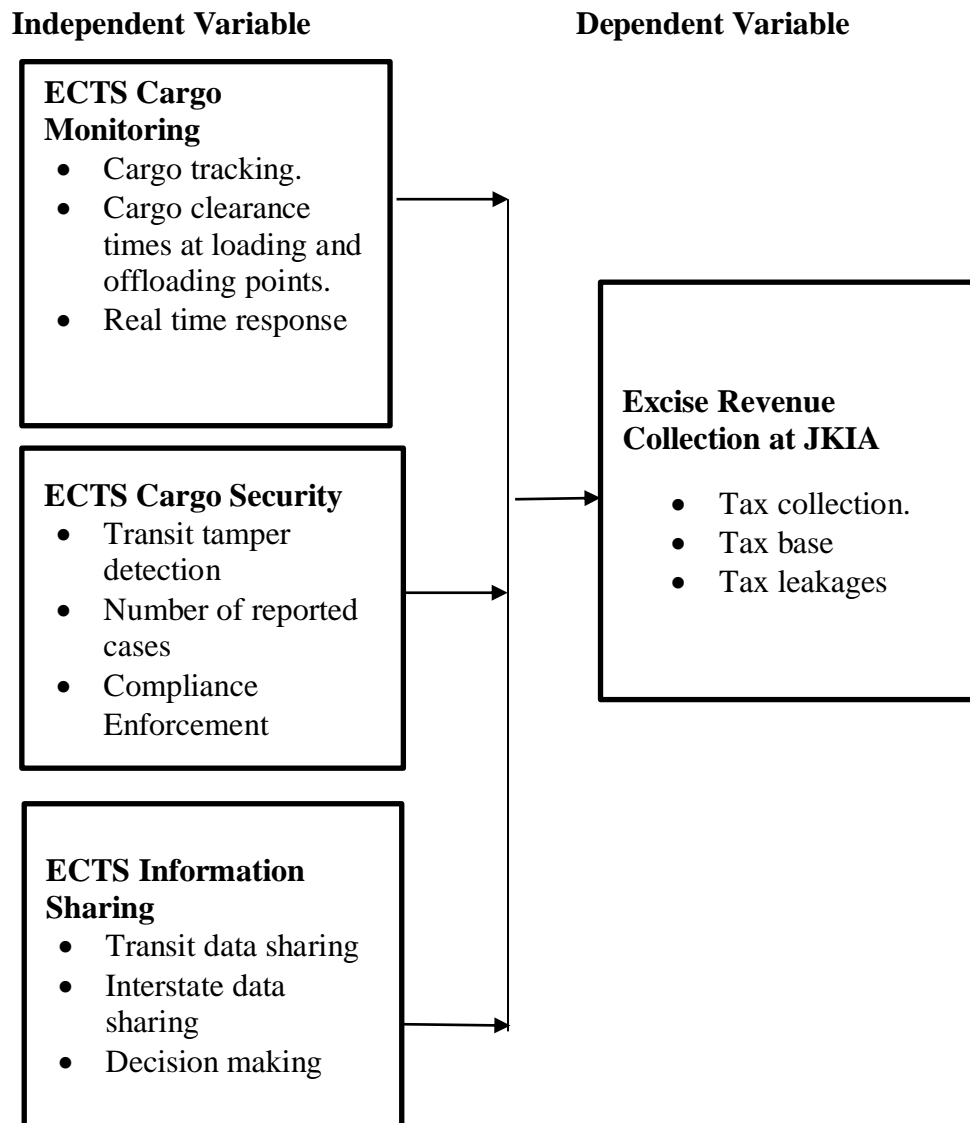 Independent Variable
Dependent Variable
ECTS Cargo
Monitoring
• Cargo tracking.
• Cargo clearance
times at loading and
offloading points.
• Real time response
ECTS Cargo Security
• Transit tamper
detection
• Number of reported
cases
• Compliance
Enforcement
ECTS Information
Sharing
• Transit data sharing
• Interstate data
sharing
• Decision making
Excise Revenue
Collection at JKIA
• Tax collection.
• Tax base
• Tax leakages